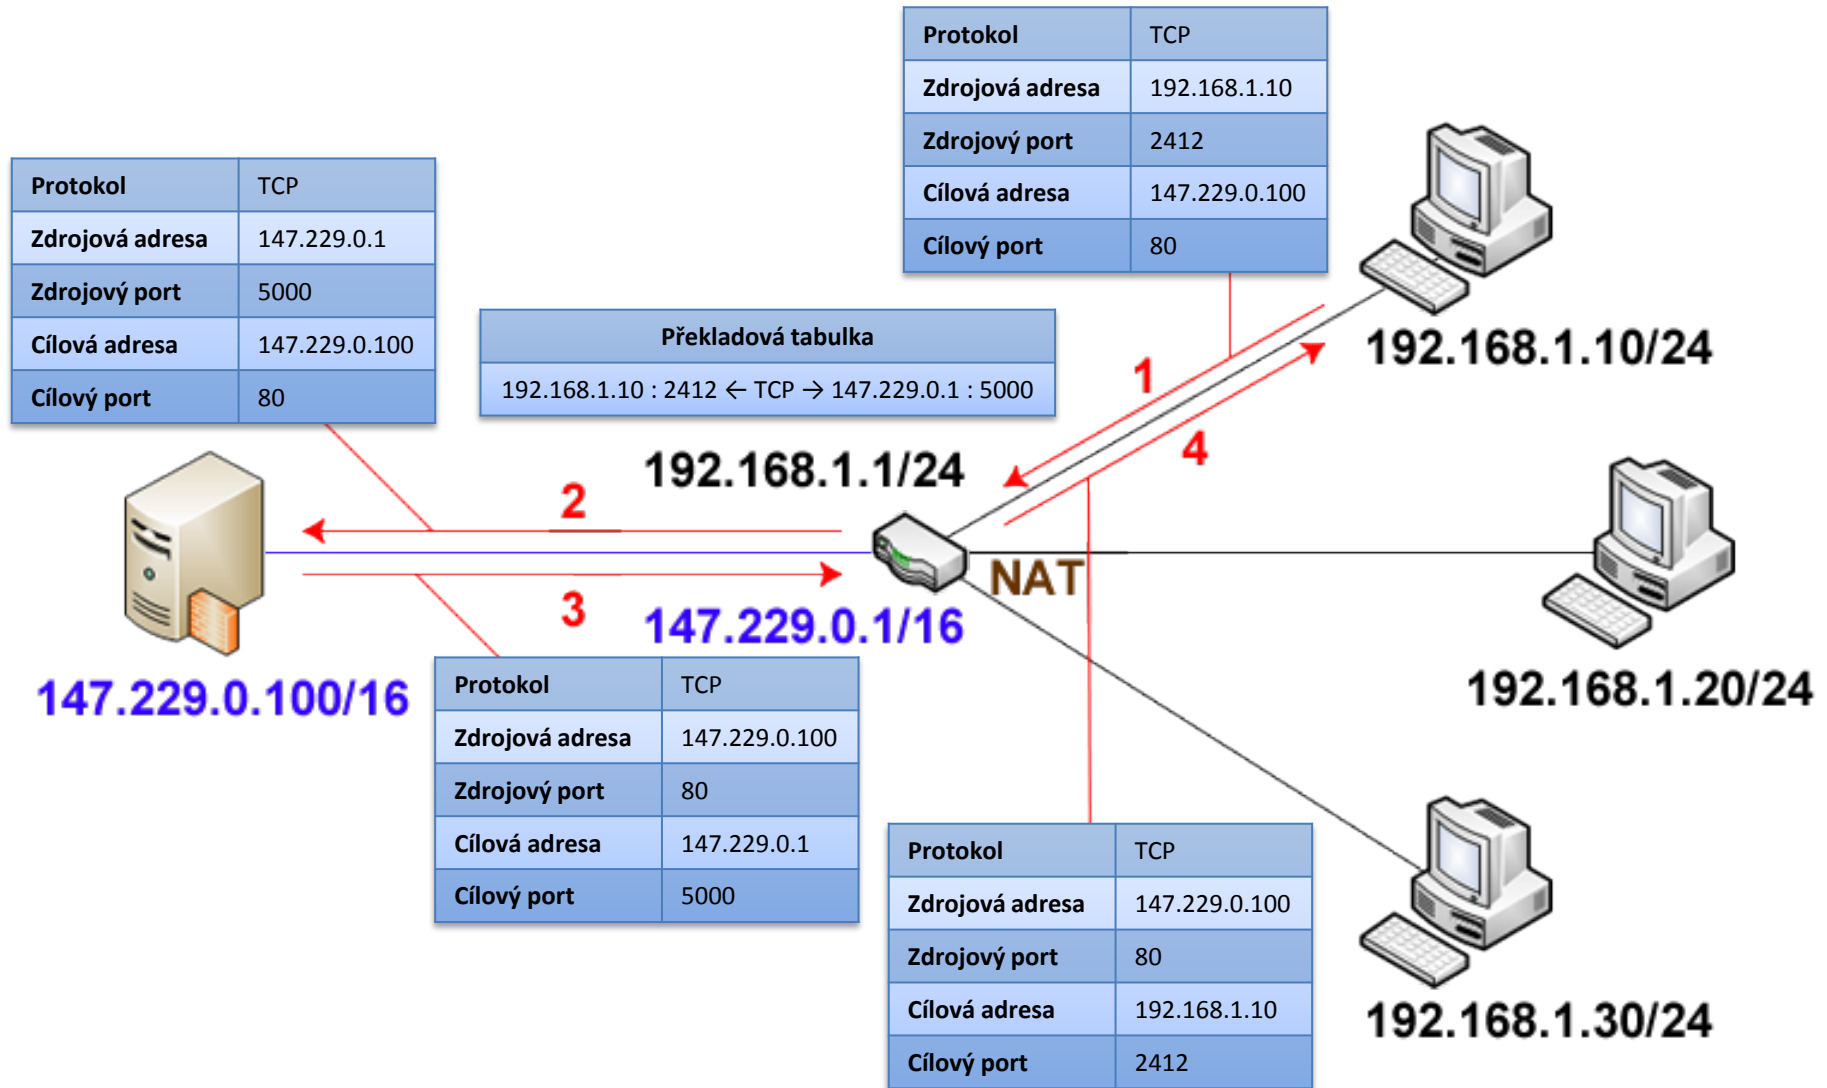 Protokol TCP
Zdrojová adresa 192.168.1.10
Zdrojový port 2412
Cílová adresa 147.229.0.100
Cílový port 80
Protokol TCP
Zdrojová adresa 147.229.0.1
Zdrojový port 5000
Cílová adresa 147.229.0.100
Cílový port 80
Překladová tabulka
192.168.1.10 : 2412 ← TCP → 147.229.0.1 : 5000
192.168.1.10/24
1
4
192.168.1.1/24
2
NAT
3
147.229.0.1/16
147.229.0.100/16
192.168.1.20/24
Protokol TCP
Zdrojová adresa 147.229.0.100
Zdrojový port 80
Cílová adresa 147.229.0.1
Cílový port 5000
Protokol TCP
Zdrojová adresa 147.229.0.100
Zdrojový port 80
Cílová adresa 192.168.1.10
Cílový port 2412
192.168.1.30/24